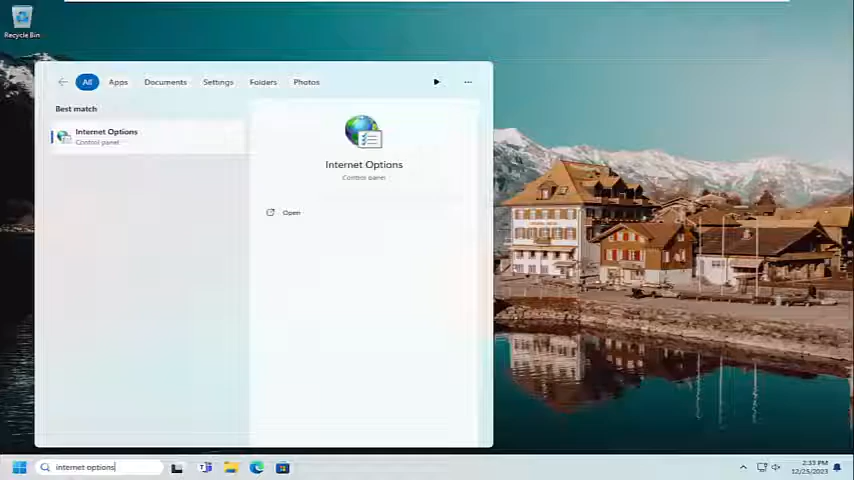 Recycle Bin
All Apps Documents Settings Folders Photos
Best match
Internet Options
Control panel
Internet Options
Control panel
Open
internet options
2:33 PM
12/25/2023